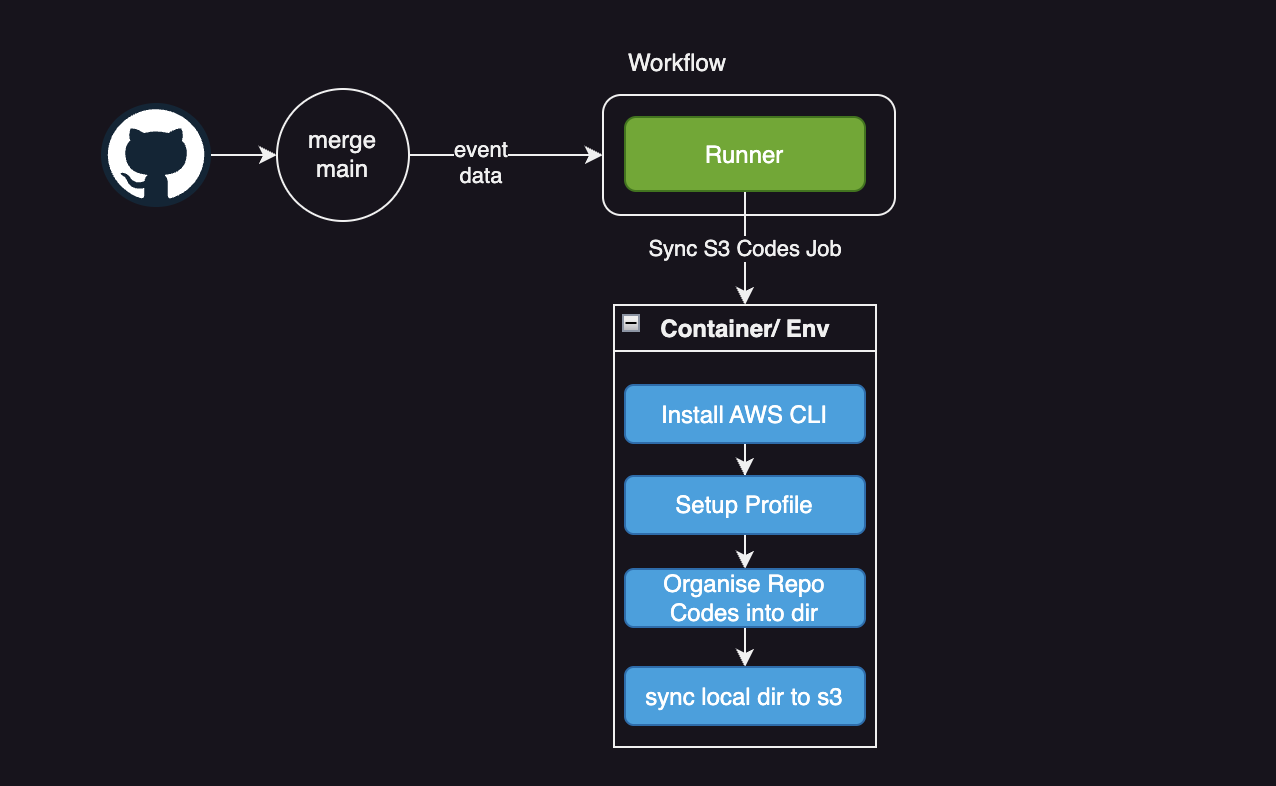 Workflow
merge
main
event
data
Runner
Sync S3 Codes Job
Container/ Env
Install AWS CLI
Setup Profile
Organise Repo
Codes into dir
sync local dir to s3